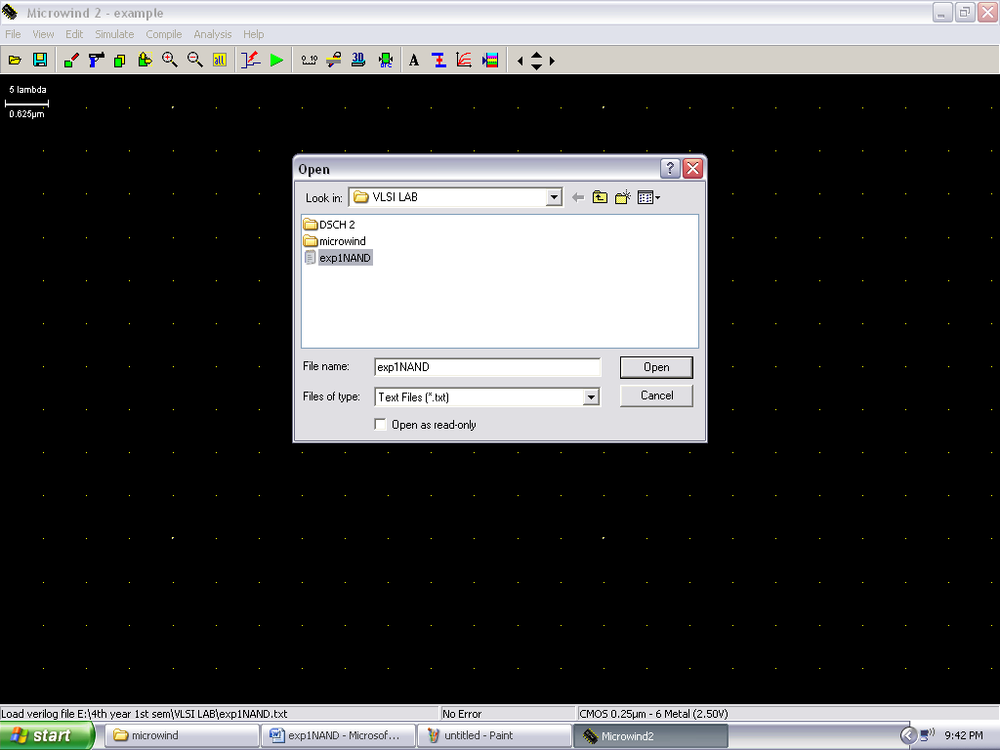 Microwind 2 - example
File View Edit Simulate Compile Analysis Help
0..10 3D A
all
5 lambda
0.625µm
Open
Look in: VLSI LAB
DSCH 2
microwind
exp1NAND
File name: exp1NAND Open
Files of type: Text Files (*.txt) Cancel
Open as read-only
Load verilog file E:\4th year 1st sem\VLSI LAB\exp1NAND.txt No Error CMOS 0.25µm - 6 Metal (2.50V)
start microwind exp1NAND - Microsof... untitled - Paint Microwind2 9:42 PM